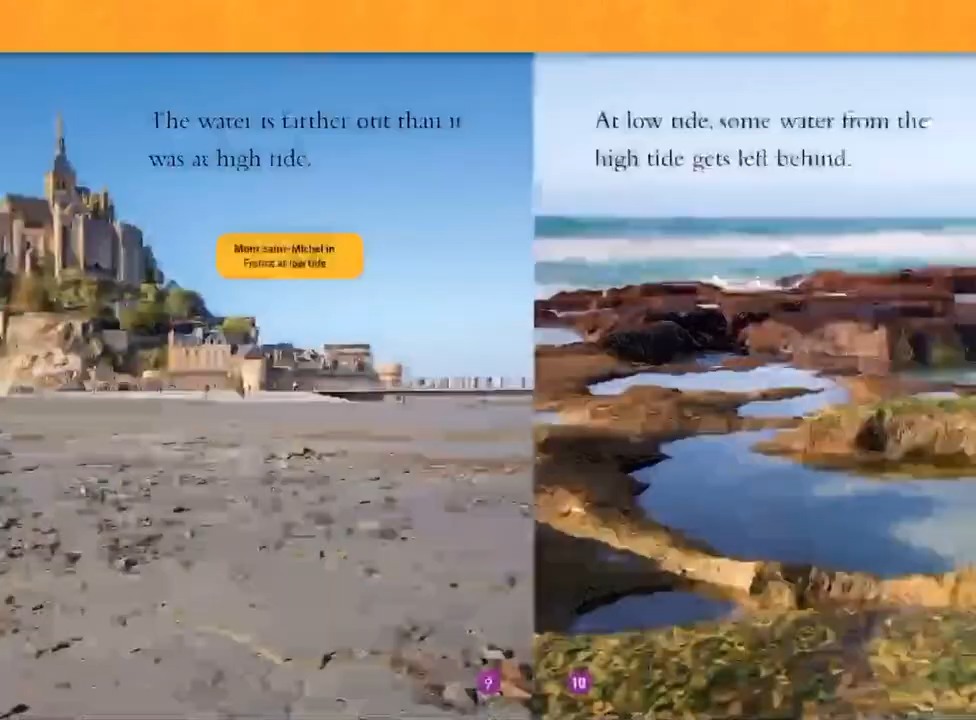 The water is farther out than it
was at high tide.
Mont Saint-Michel in
France at low tide
9
At low tide, some water from the
high tide gets left behind.
10